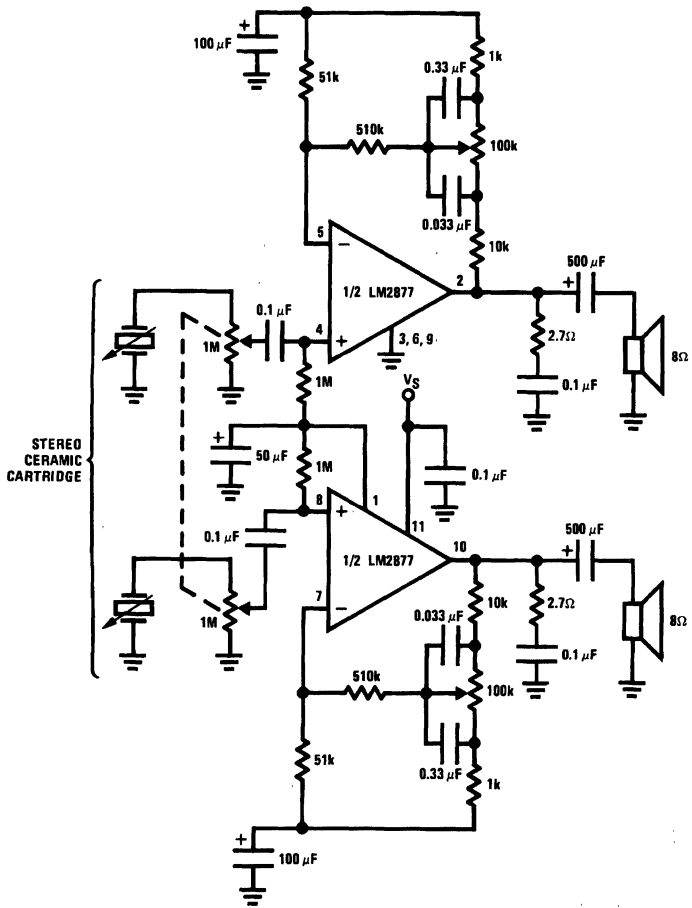 100 μF
+
51k
0.33 μF
1k
510k
100k
0.033 μF
10k
5
−
1/2 LM2877
2
500 μF
+
0.1 μF
4
+
3, 6, 9
2.7Ω
8Ω
1M
1M
0.1 μF
VS
STEREO
CERAMIC
CARTRIDGE
+
50 μF
1M
1
0.1 μF
8
+
11
0.1 μF
1/2 LM2877
10
500 μF
+
7
−
1M
10k
2.7Ω
0.033 μF
8Ω
0.1 μF
510k
100k
51k
0.33 μF
1k
+
100 μF